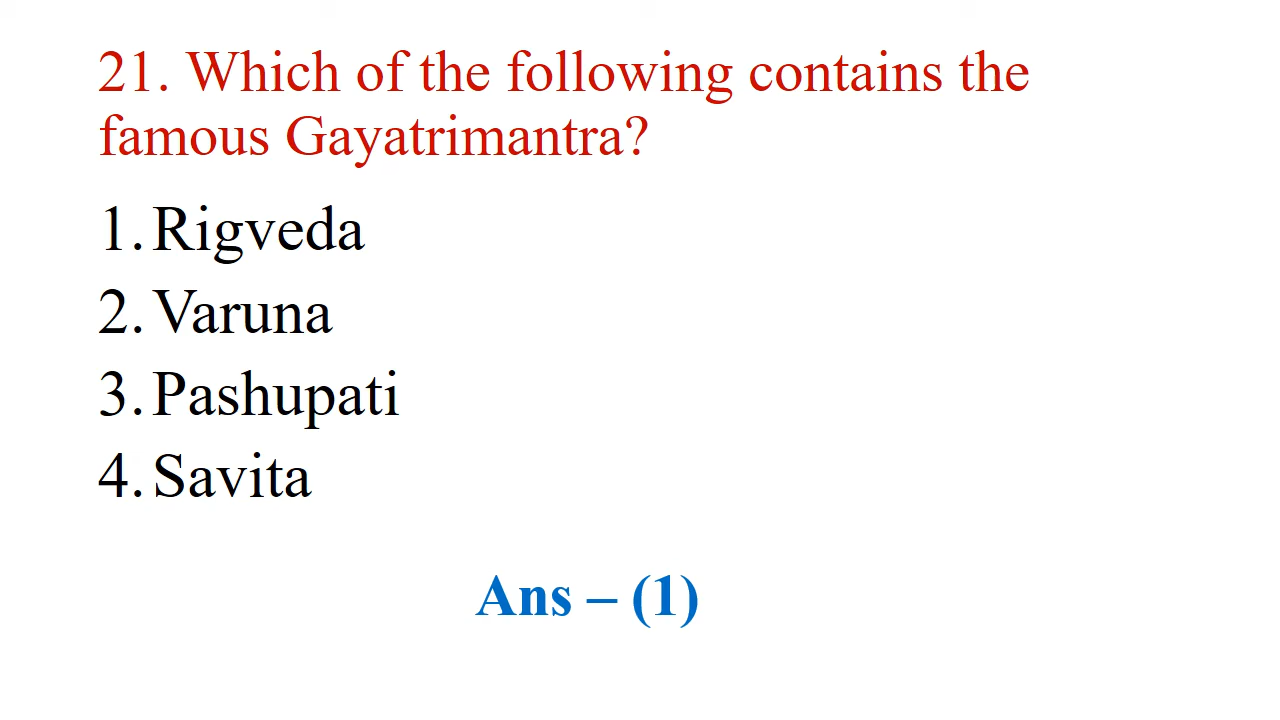 21. Which of the following contains the
famous Gayatrimantra?
1. Rigveda
2. Varuna
3. Pashupati
4. Savita
Ans – (1)